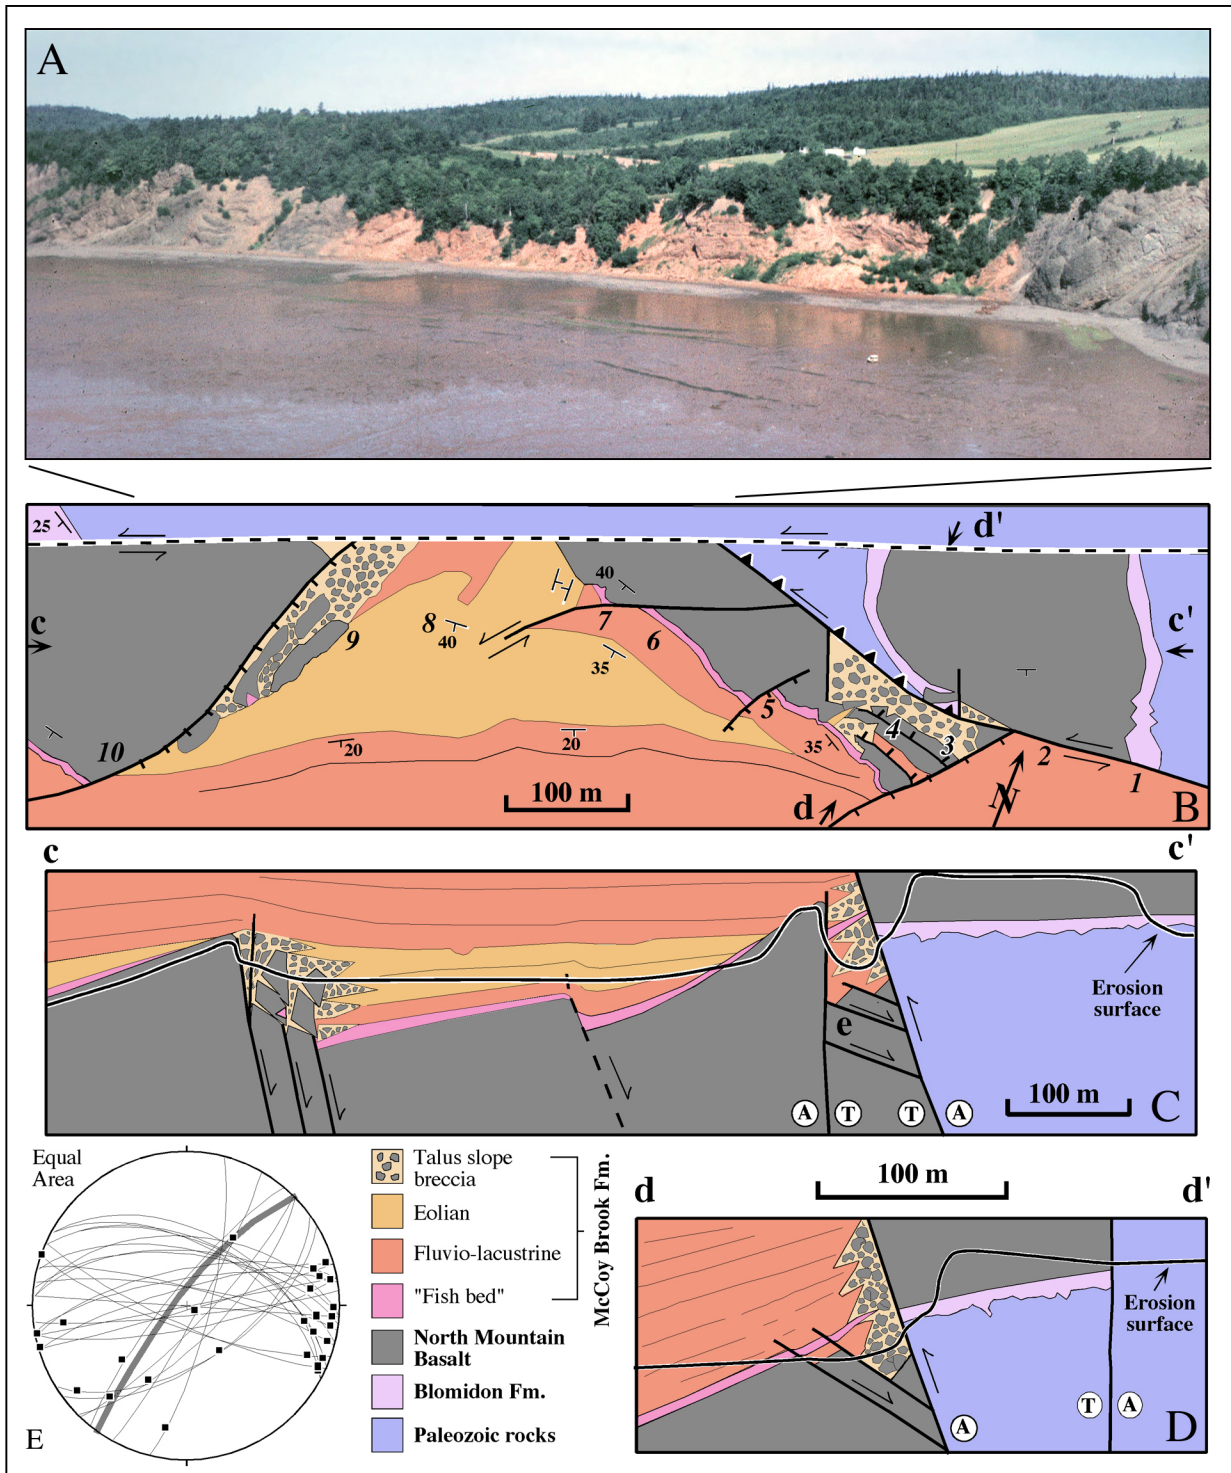 A
25
d'
40
c
8
40
9
7
6
35
c'
5
20
20
10
35
4
3
2
1
100 m
N
d
B
c
c'
Erosion
surface
e
100 m
A
T
T
A
C
Equal
Area
E
Talus slope
breccia
Eolian
Fluvio-lacustrine
"Fish bed"
McCoy Brook Fm.
North Mountain
Basalt
Blomidon Fm.
Paleozoic rocks
d
100 m
d'
Erosion
surface
A
T
A
D